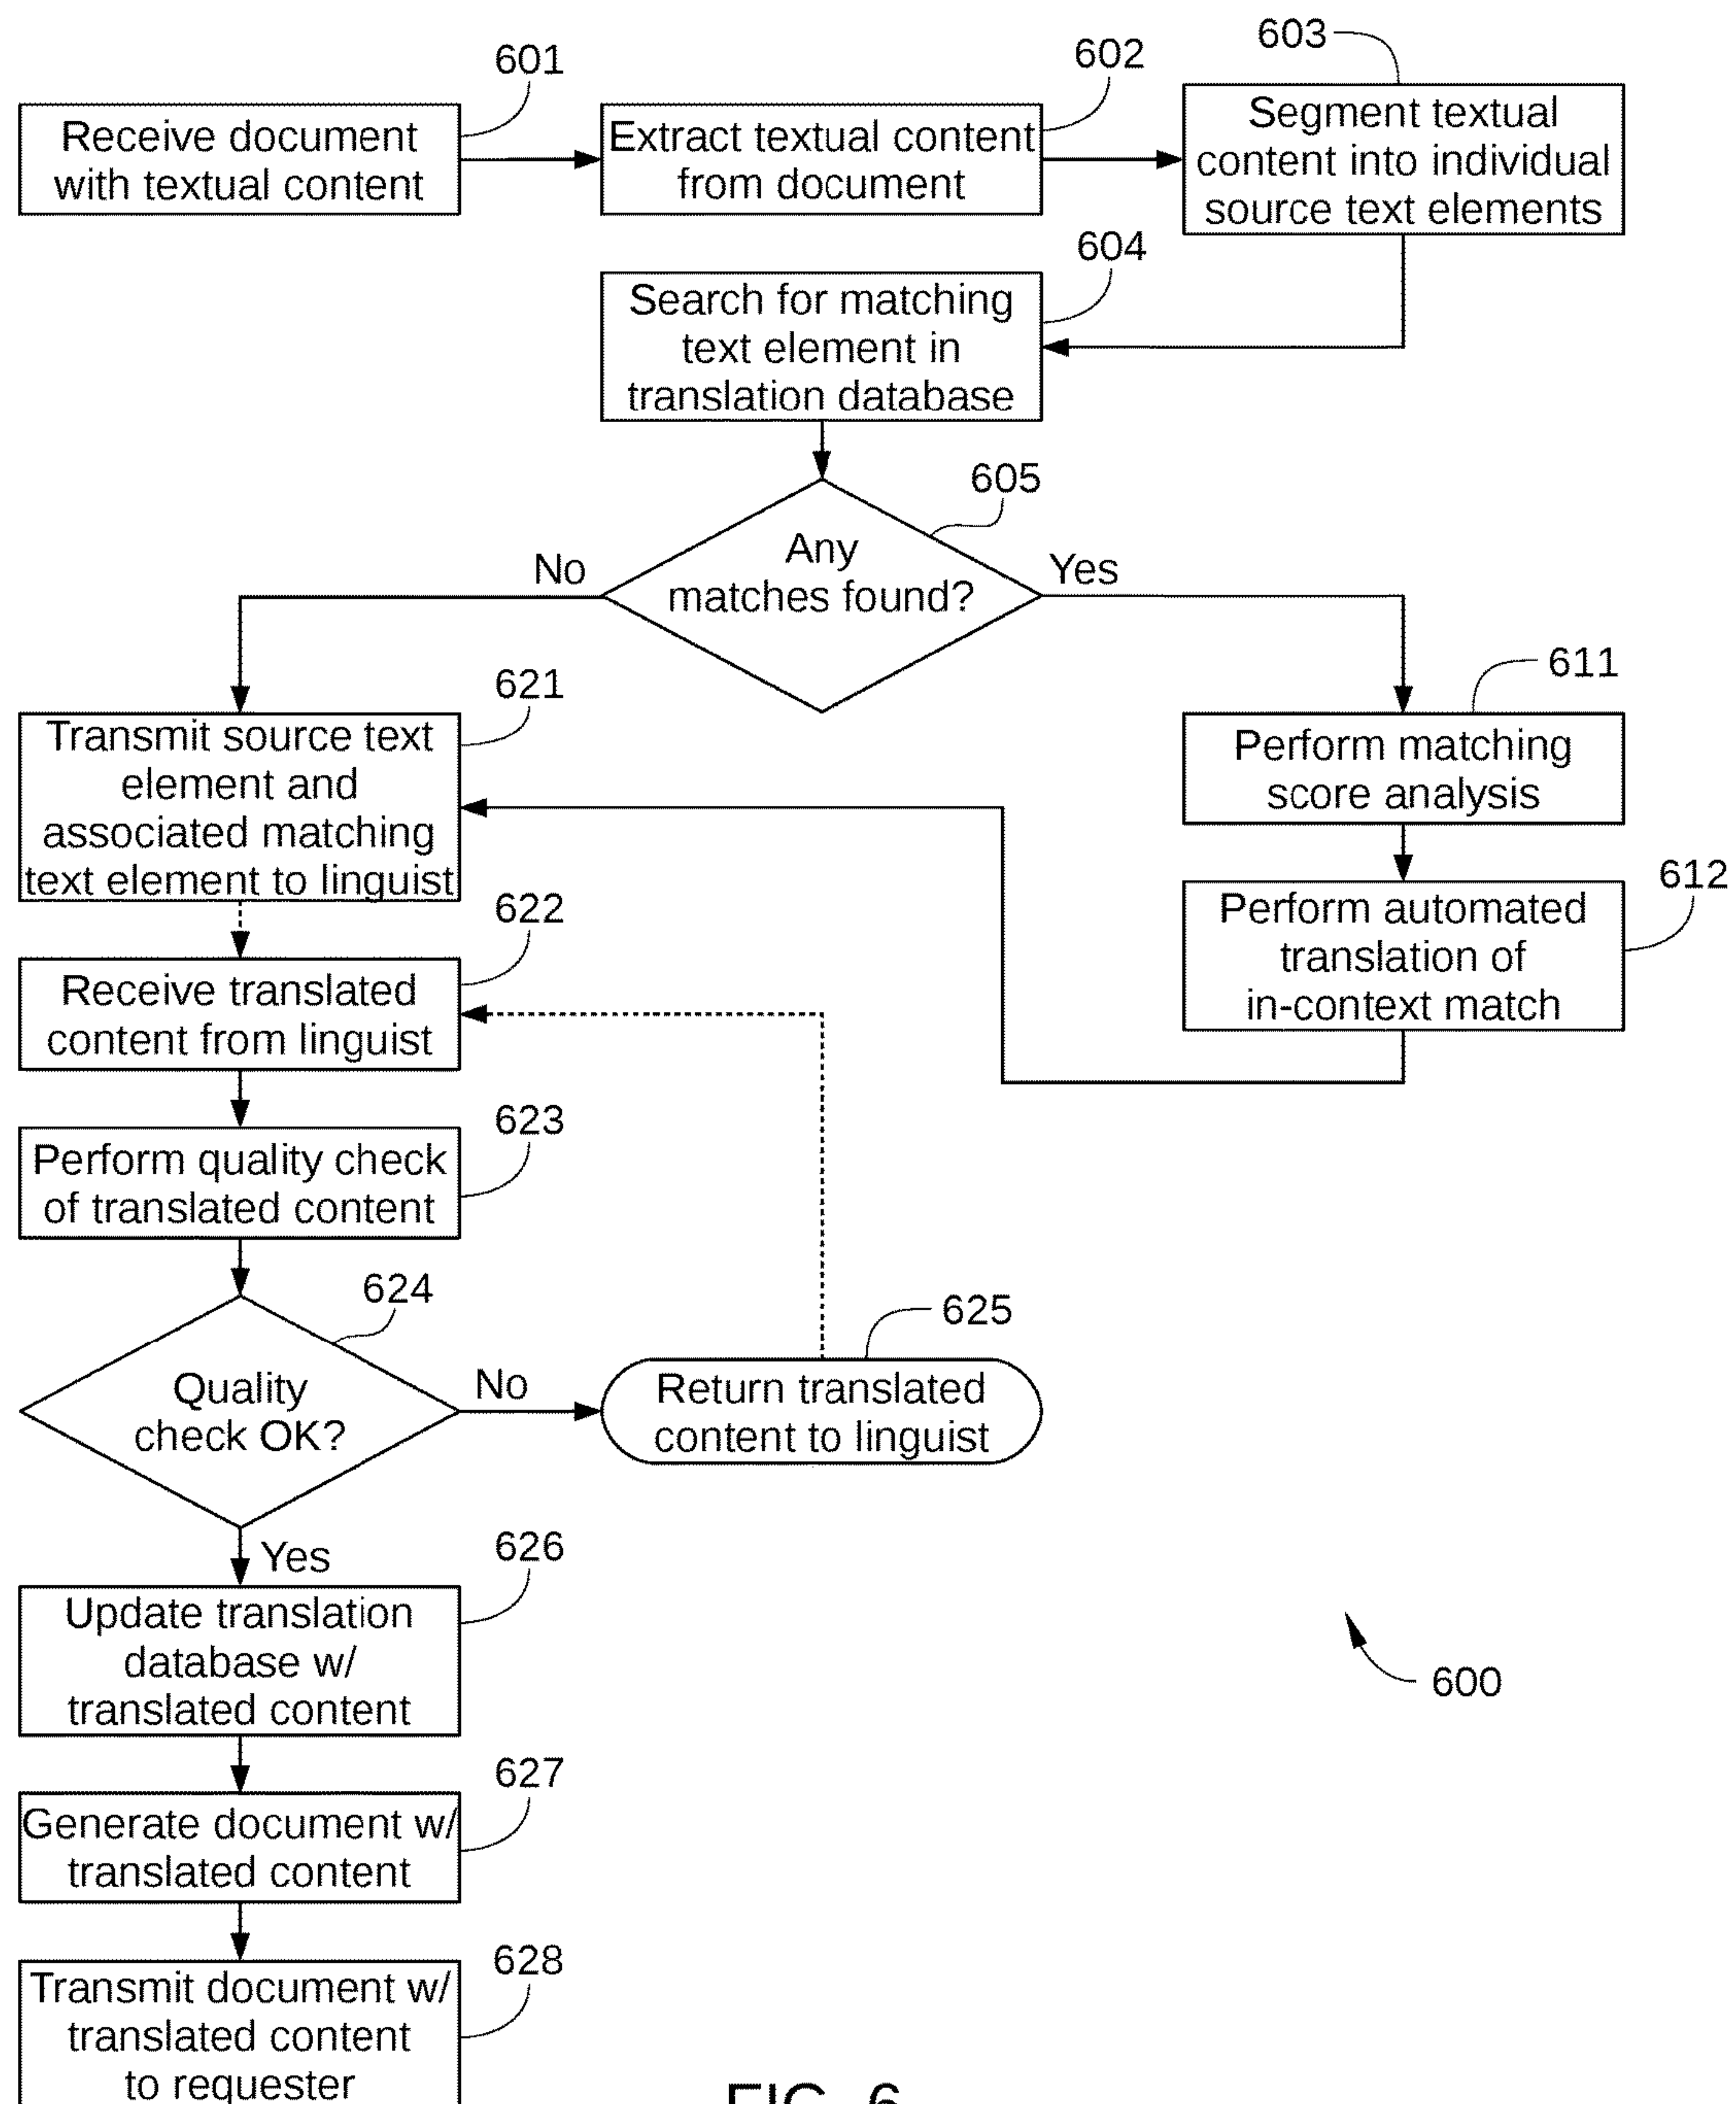 601
Receive document
with textual content
602
Extract textual content
from document
603
Segment textual
content into individual
source text elements
604
Search for matching
text element in
translation database
605
Any
matches found?
No
Yes
611
Perform matching
score analysis
612
Perform automated
translation of
in-context match
621
Transmit source text
element and
associated matching
text element to linguist
622
Receive translated
content from linguist
623
Perform quality check
of translated content
624
Quality
check OK?
No
625
Return translated
content to linguist
Yes
626
Update translation
database w/
translated content
600
627
Generate document w/
translated content
628
Transmit document w/
translated content
to requester
FIG. 6